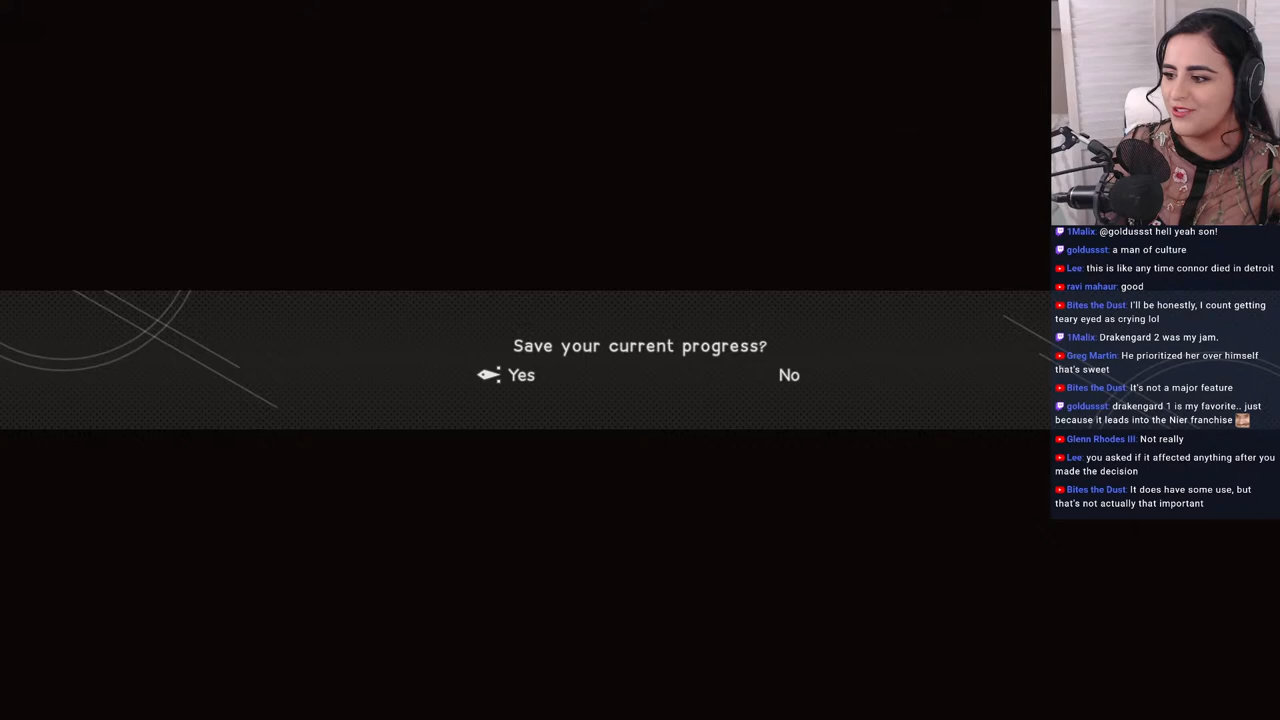 Save your current progress?
Yes No
1Malix: @goldussst hell yeah son!
goldussst: a man of culture
Lee: this is like any time connor died in detroit
ravi mahaur: good
Bites the Dust: I'll be honestly, I count getting
teary eyed as crying lol
1Malix: Drakengard 2 was my jam.
Greg Martin: He prioritized her over himself
that's sweet
Bites the Dust: It's not a major feature
goldussst: drakengard 1 is my favorite.. just
because it leads into the Nier franchise
Glenn Rhodes III: Not really
Lee: you asked if it affected anything after you
made the decision
Bites the Dust: It does have some use, but
that's not actually that important